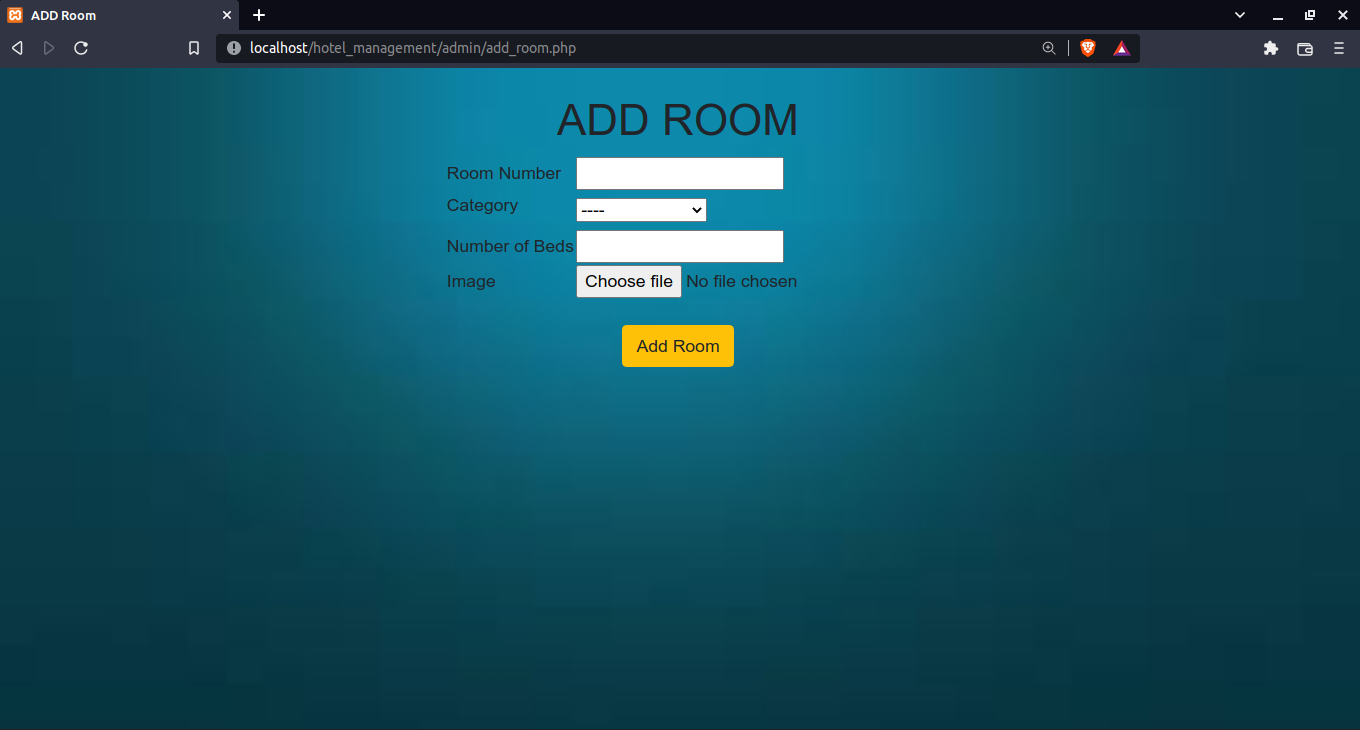 ADD Room
localhost/hotel_management/admin/add_room.php
ADD ROOM
Room Number
Category ----
Number of Beds
Image Choose file No file chosen
Add Room